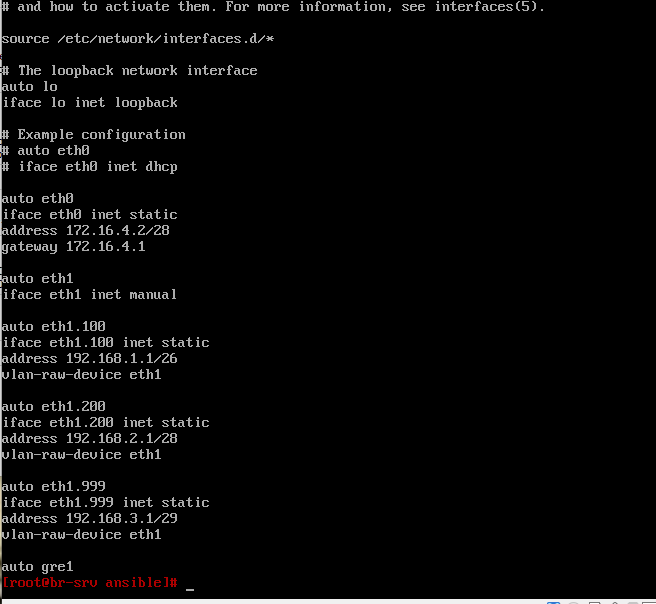 # and how to activate them. For more information, see interfaces(5).
source /etc/network/interfaces.d/*
# The loopback network interface
auto lo
iface lo inet loopback
# Example configuration
# auto eth0
# iface eth0 inet dhcp
auto eth0
iface eth0 inet static
address 172.16.4.2/28
gateway 172.16.4.1
auto eth1
iface eth1 inet manual
auto eth1.100
iface eth1.100 inet static
address 192.168.1.1/26
vlan-raw-device eth1
auto eth1.200
iface eth1.200 inet static
address 192.168.2.1/28
vlan-raw-device eth1
auto eth1.999
iface eth1.999 inet static
address 192.168.3.1/29
vlan-raw-device eth1
auto gre1
[root@br-srv ansible]# _